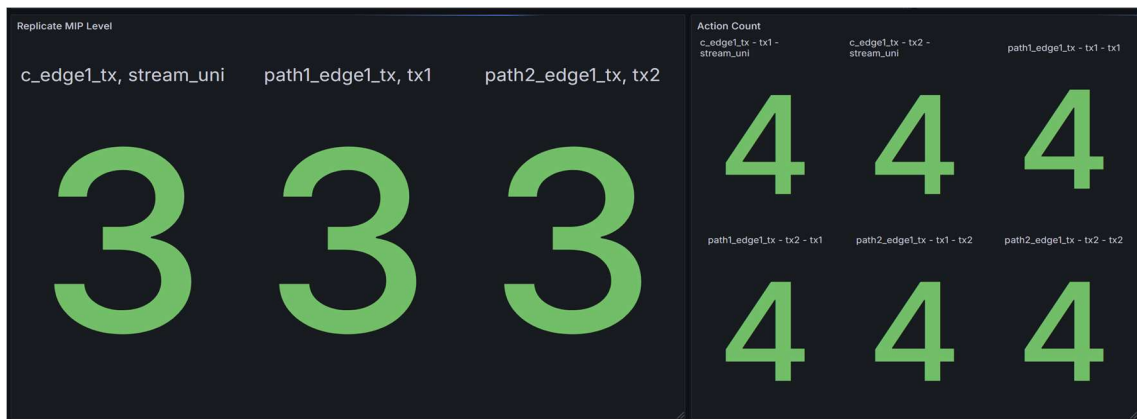 Replicate MIP Level
c_edge1_tx, stream_uni
path1_edge1_tx, tx1
path2_edge1_tx, tx2
3
3
3
Action Count
c_edge1_tx - tx1 -
stream_uni
c_edge1_tx - tx2 -
stream_uni
path1_edge1_tx - tx1 - tx1
4
4
4
path1_edge1_tx - tx2 - tx1
path2_edge1_tx - tx1 - tx2
path2_edge1_tx - tx2 - tx2
4
4
4